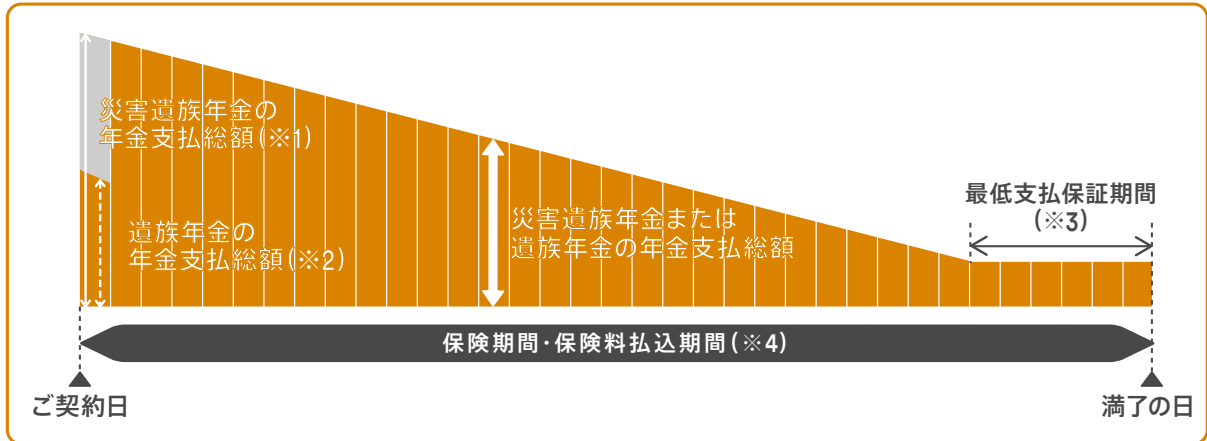 災害遺族年金の
年金支払総額(※1)
遺族年金の
年金支払総額(※2)
災害遺族年金または
遺族年金の年金支払総額
最低支払保証期間
(※3)
保険期間・保険料払込期間(※4)
ご契約日
満了の日